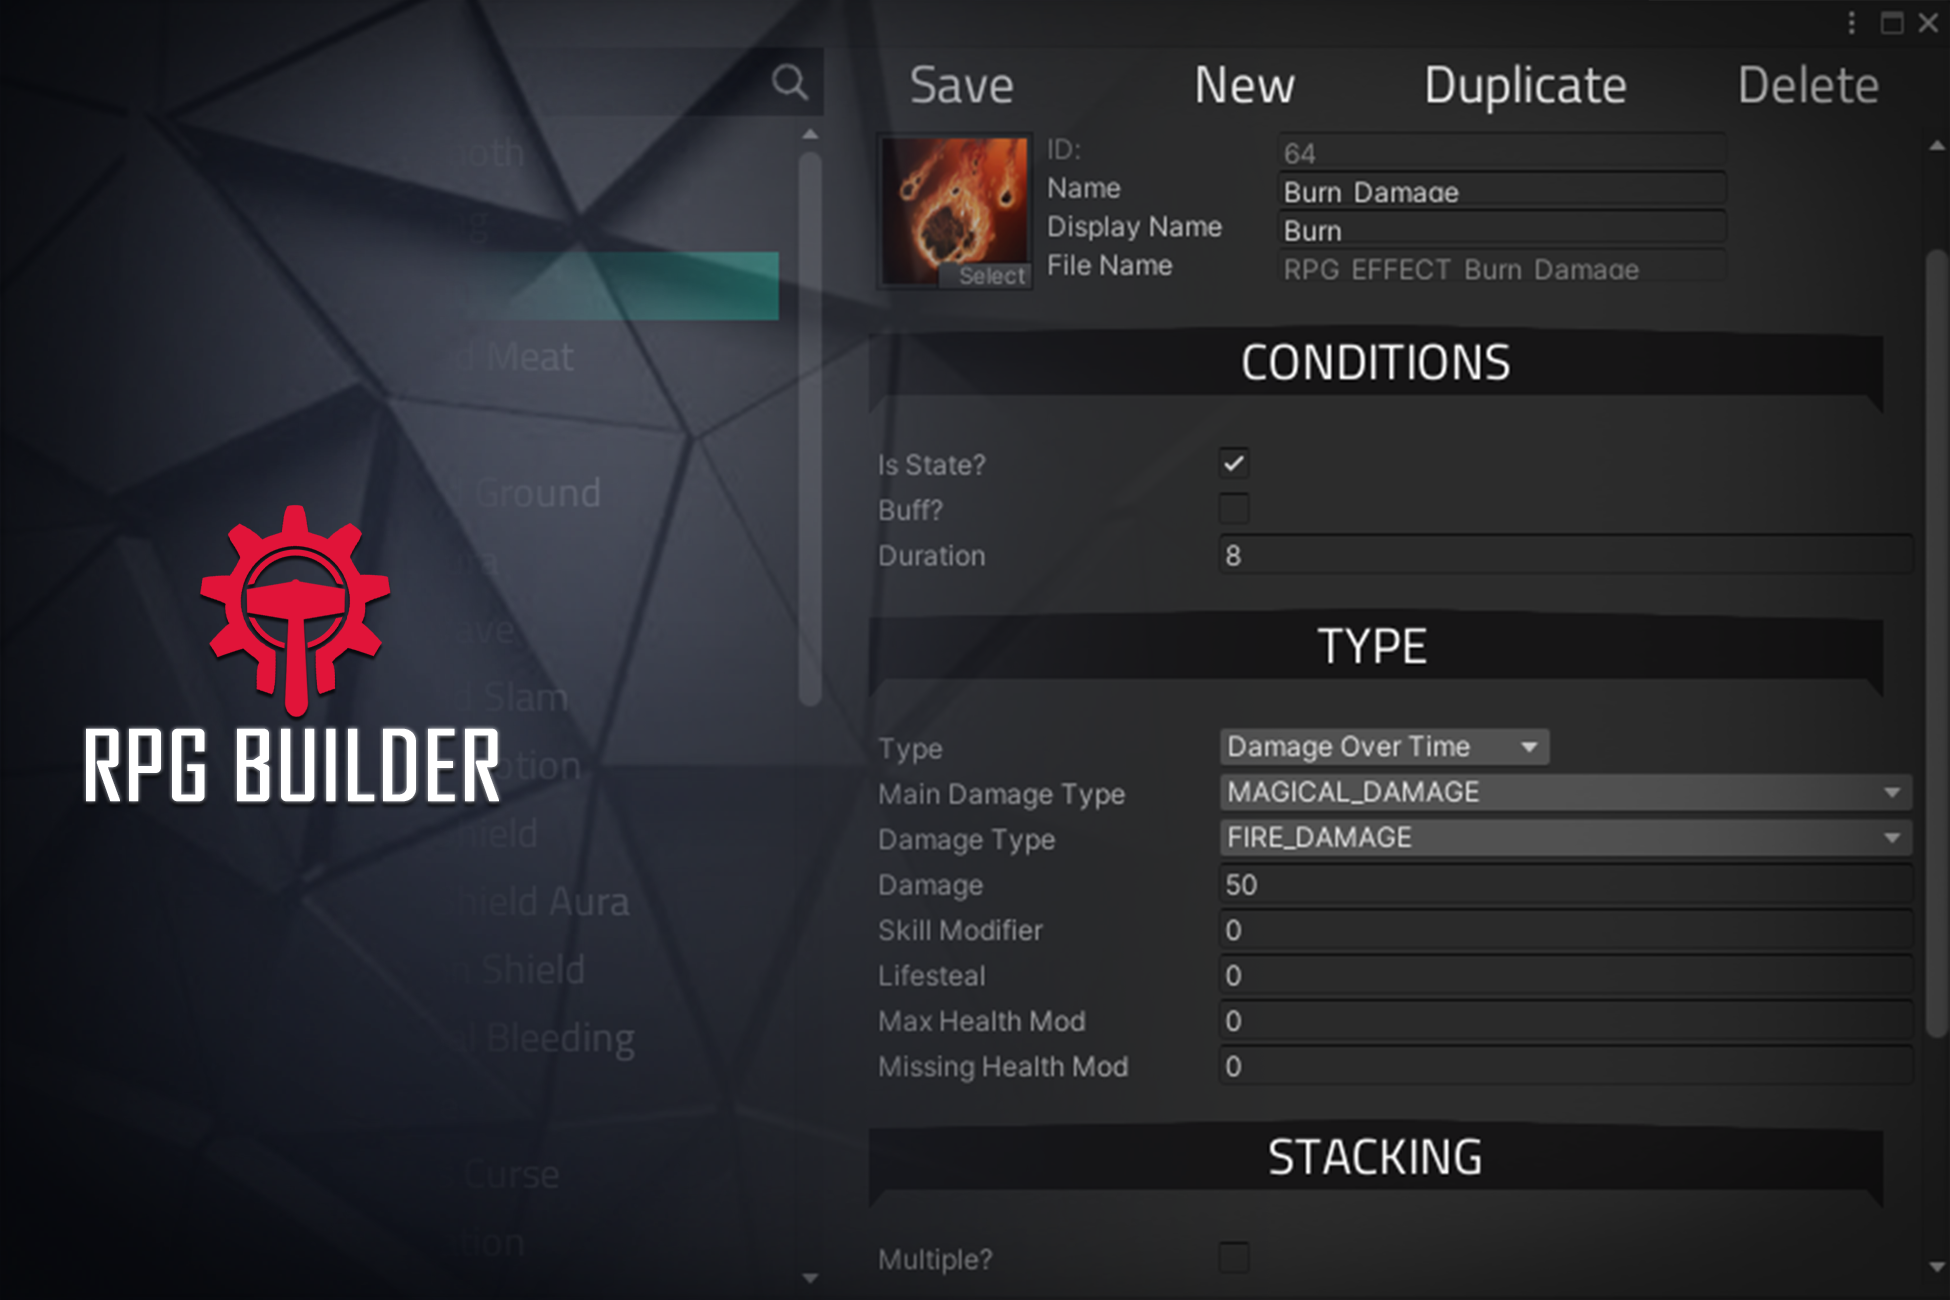 Save New Duplicate Delete
ID: 64
Name Burn Damage
Display Name Burn
File Name RPG EFFECT Burn Damage
Select
CONDITIONS
Is State?
Buff?
Duration 8
TYPE
Type Damage Over Time
Main Damage Type MAGICAL_DAMAGE
Damage Type FIRE_DAMAGE
Damage 50
Skill Modifier 0
Lifesteal 0
Max Health Mod 0
Missing Health Mod 0
STACKING
Multiple?
Meat
Ground
Slam
Aura
Shield
Bleeding
Curse
RPG BUILDER